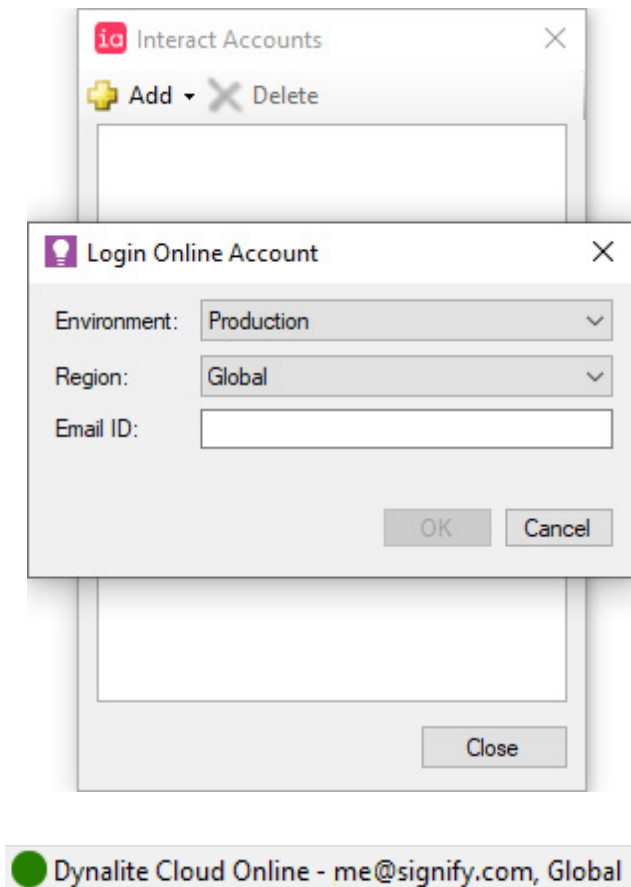 ia Interact Accounts
Add Delete
Login Online Account
Environment: Production
Region: Global
Email ID:
OK Cancel
Close
Dynalite Cloud Online - me@signify.com, Global